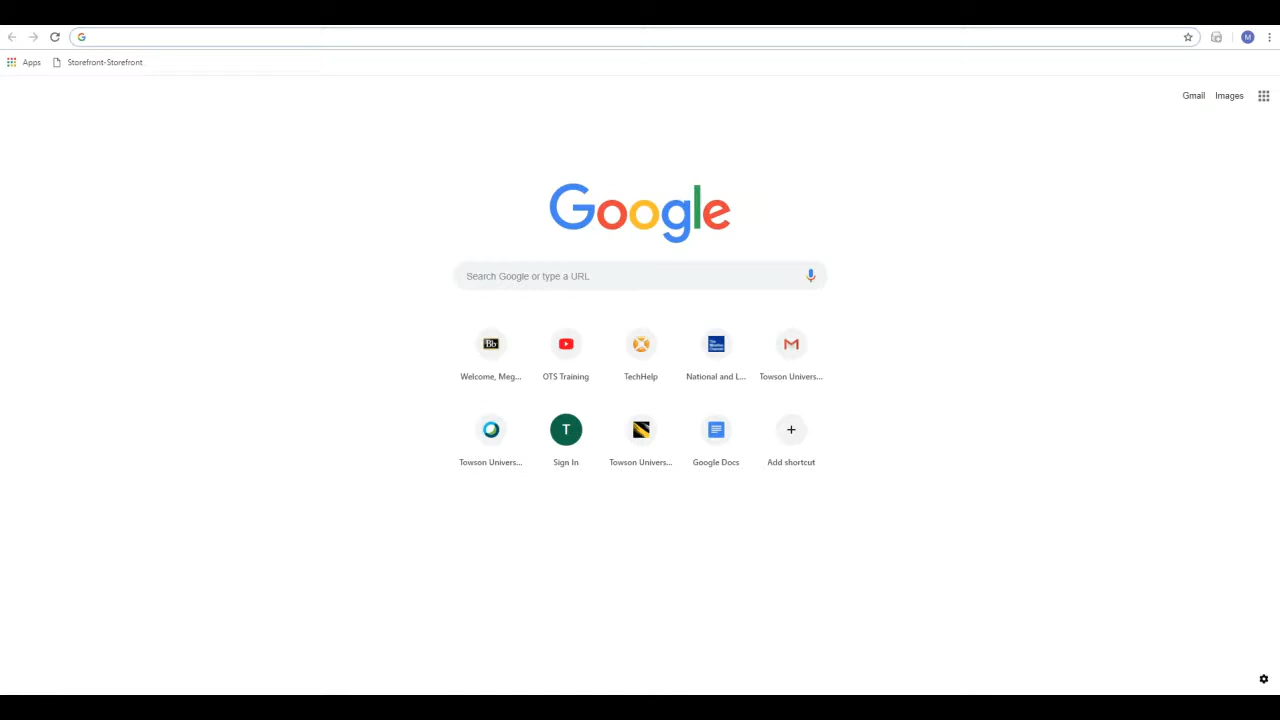 Apps Storefront-Storefront
Gmail Images
Google
Search Google or type a URL
Bb
Welcome, Meg... OTS Training TechHelp National and L... Towson Univers...
T
Towson Univers... Sign In Towson Univers... Google Docs Add shortcut